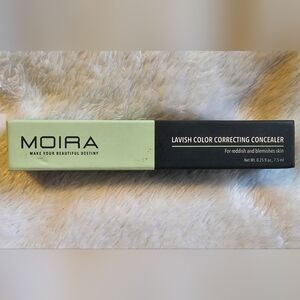 MOIRA
MAKE YOUR BEAUTIFUL DESTINY
LAVISH COLOR CORRECTING CONCEALER
For reddish and blemishes skin
Net Wt. 0.25 fl oz., 7.5 ml